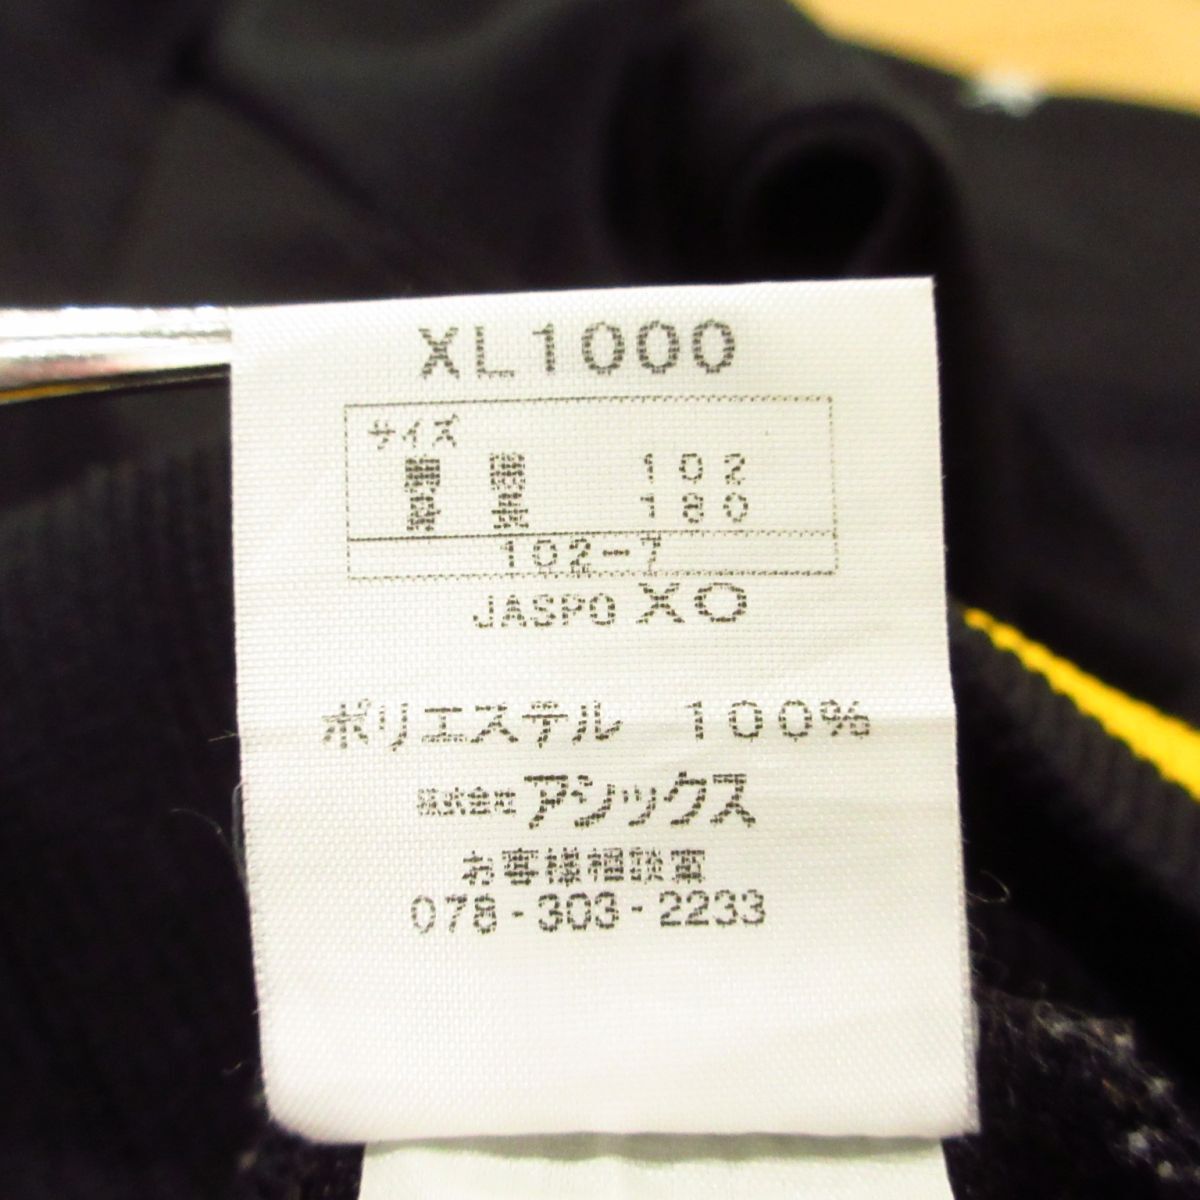 XL1000
サイズ
胸囲 102
身長 180
102-7
JASPO XO
ポリエステル 100%
株式会社アシックス
お客様相談室
078-303-2233